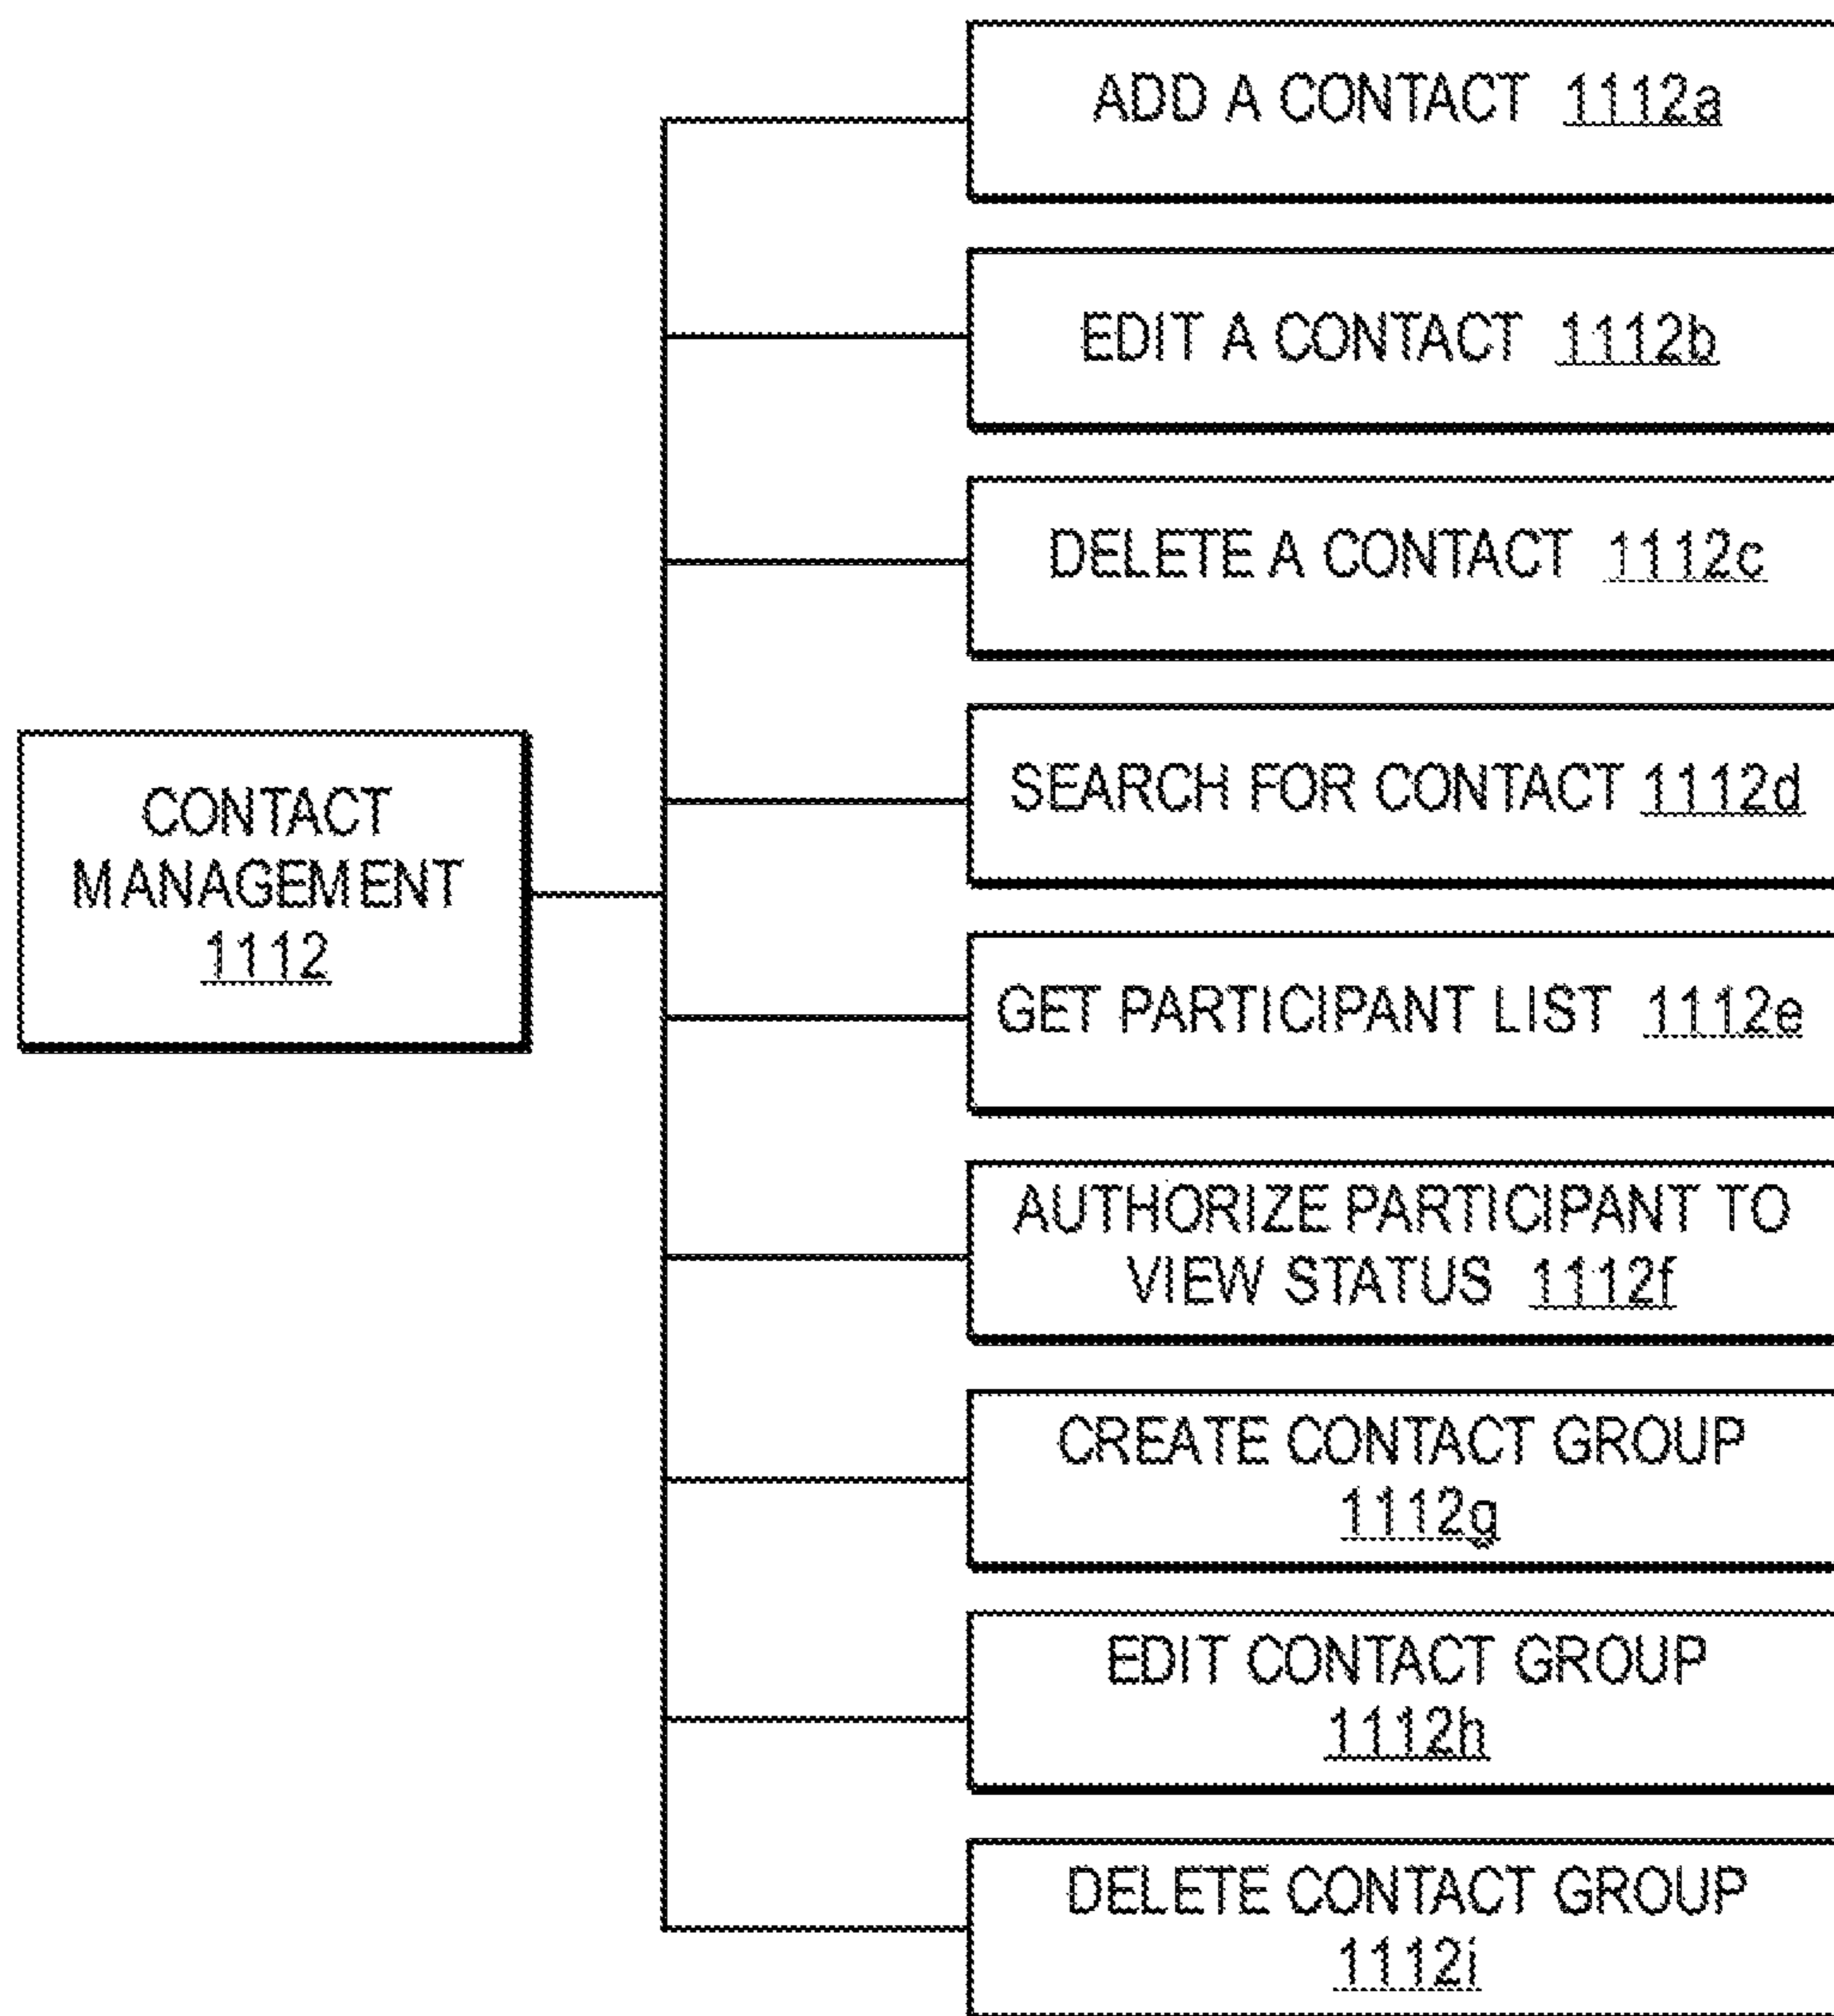 ADD A CONTACT 1112a
EDIT A CONTACT 1112b
DELETE A CONTACT 1112c
SEARCH FOR CONTACT 1112d
CONTACT
MANAGEMENT
1112
GET PARTICIPANT LIST 1112e
AUTHORIZE PARTICIPANT TO
VIEW STATUS 1112f
CREATE CONTACT GROUP
1112g
EDIT CONTACT GROUP
1112h
DELETE CONTACT GROUP
1112i